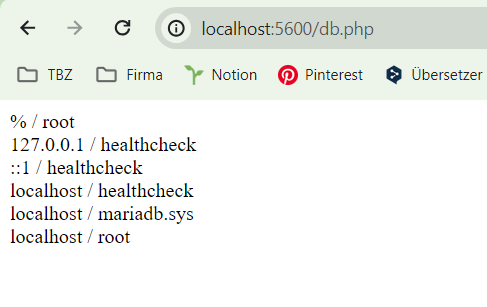 localhost:5600/db.php
TBZ Firma Notion Pinterest Übersetzer
% / root
127.0.0.1 / healthcheck
::1 / healthcheck
localhost / healthcheck
localhost / mariadb.sys
localhost / root